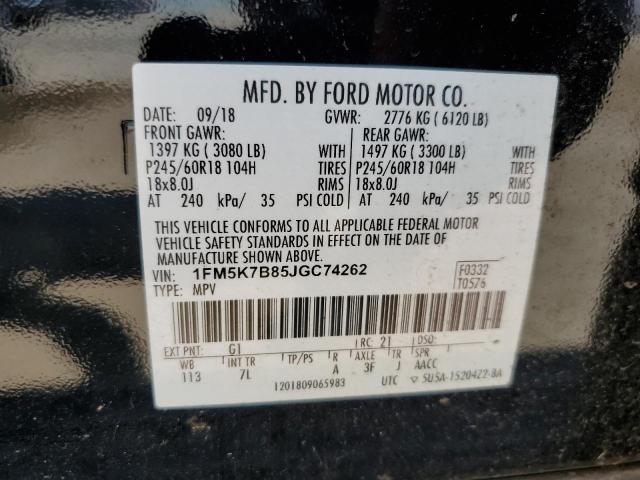 MFD. BY FORD MOTOR CO.
DATE: 09/18 GVWR: 2776 KG ( 6120 LB)
FRONT GAWR: REAR GAWR:
1397 KG ( 3080 LB) WITH 1497 KG ( 3300 LB) WITH
P245/60R18 104H TIRES P245/60R18 104H TIRES
18x8.0J RIMS 18x8.0J RIMS
AT 240 kPa/ 35 PSI COLD AT 240 kPa/ 35 PSI COLD
THIS VEHICLE CONFORMS TO ALL APPLICABLE FEDERAL MOTOR
VEHICLE SAFETY STANDARDS IN EFFECT ON THE DATE OF
MANUFACTURE SHOWN ABOVE.
VIN: 1FM5K7B85JGC74262 F0332
TYPE: MPV T0576
EXT PNT: G1 RC: 21 DSO:
WB INT TR TP/PS R AXLE TR SPR
113 7L A 3F J AACC
1201809065983 UTC ▽ 5U5A-1520422-BA